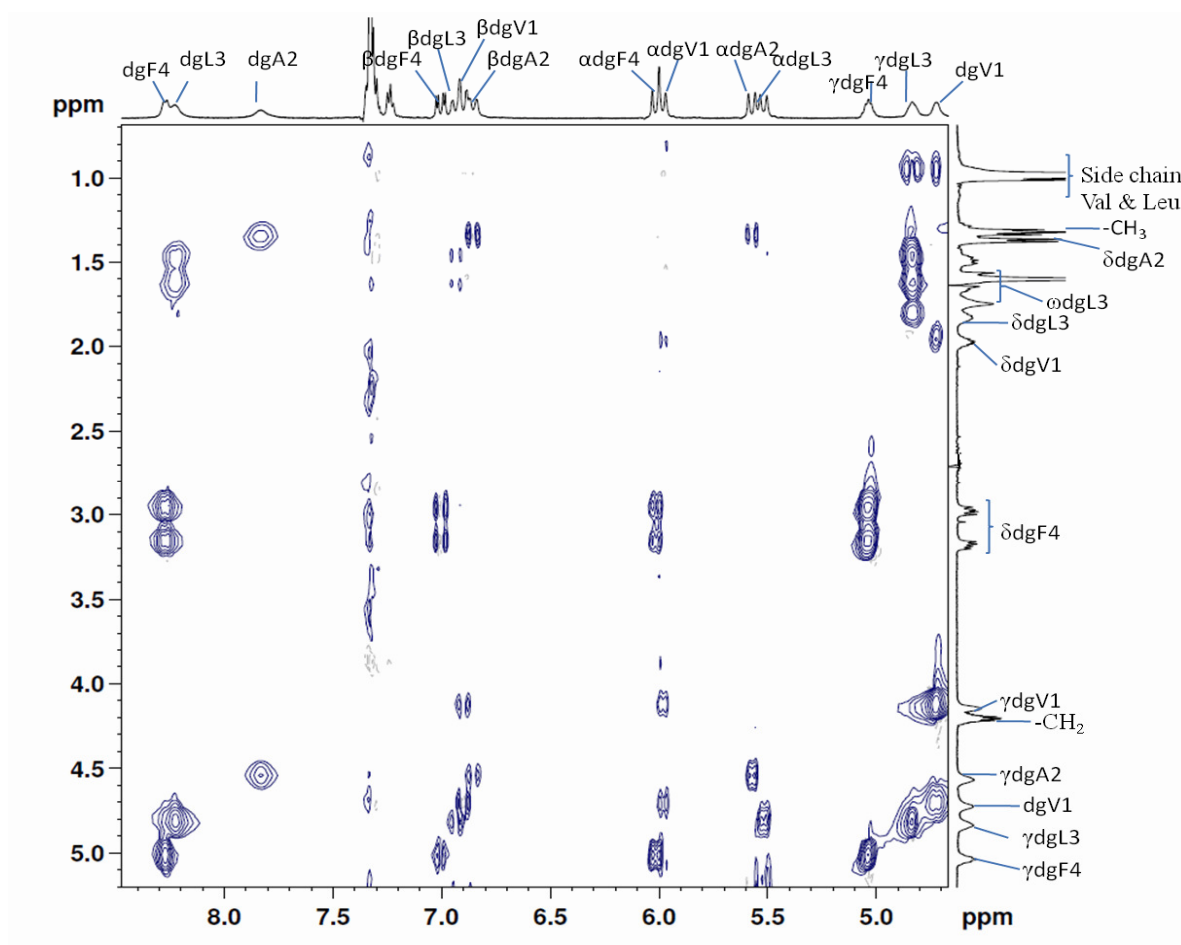 βdgV1
βdgL3
dgL3
dgA2
βdgF4
βdgA2
αdgF4
αdgV1
αdgA2
αdgL3
γdgL3
dgV1
dgF4
γdgF4
ppm
1.0
1.5
2.0
2.5
3.0
3.5
4.0
4.5
5.0
Side chain
Val & Leu
-CH₃
δdgA2
ωdgL3
δdgL3
δdgV1
δdgF4
γdgV1
-CH₂
γdgA2
dgV1
γdgL3
γdgF4
8.0 7.5 7.0 6.5 6.0 5.5 5.0 ppm